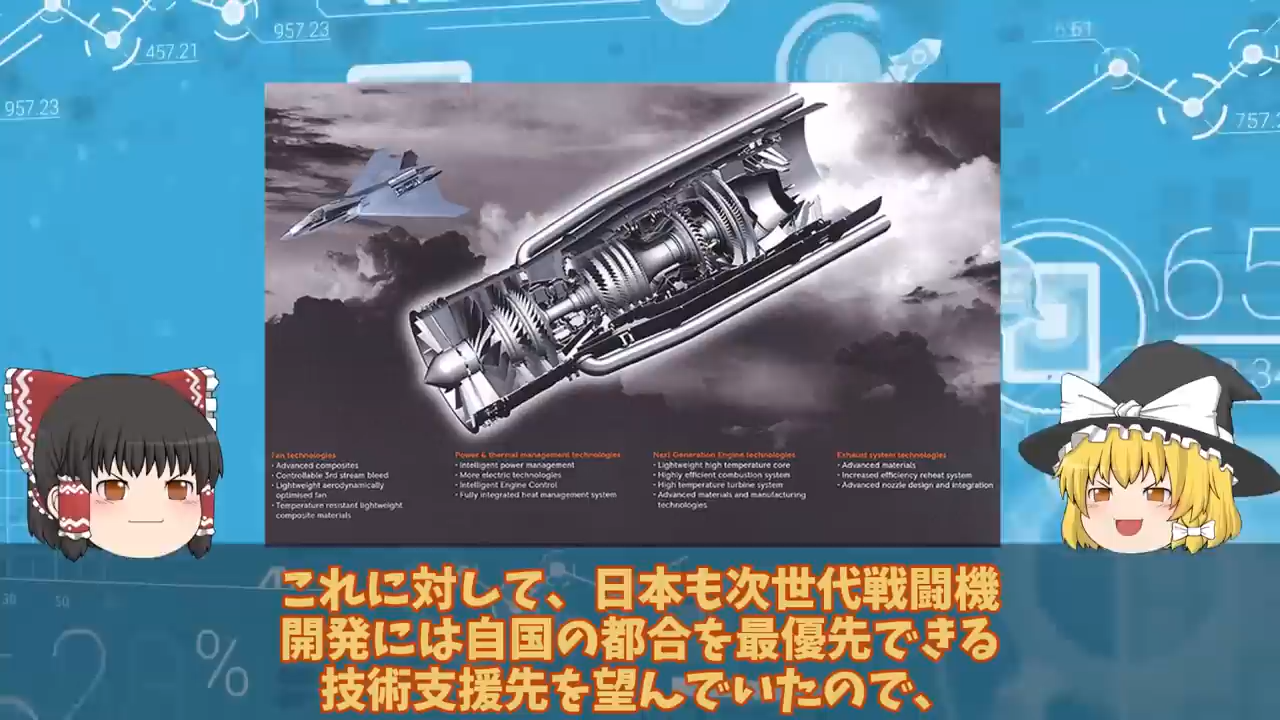 957.23
457.21
957.23
6.61
757.2
65
30
50
%
Fan technologies
· Advanced composites
· Controllable 3rd stream bleed
· Lightweight aerodynamically
optimised fan
· Temperature resistant lightweight
composite materials
Power & thermal management technologies
· Intelligent power management
· More electric technologies
· Intelligent Engine Control
· Fully integrated heat management system
Next Generation Engine technologies
· Lightweight high temperature core
· Highly efficient combustion system
· High temperature turbine system
· Advanced materials and manufacturing
technologies
Exhaust system technologies
· Advanced materials
· Increased efficiency reheat system
· Advanced nozzle design and integration
これに対して、日本も次世代戦闘機
開発には自国の都合を最優先できる
技術支援先を望んでいたので、